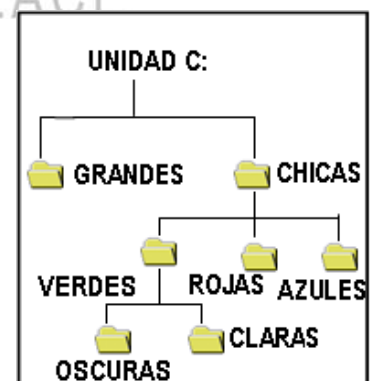 UNIDAD C:
GRANDES
CHICAS
VERDES
ROJAS
AZULES
CLARAS
OSCURAS